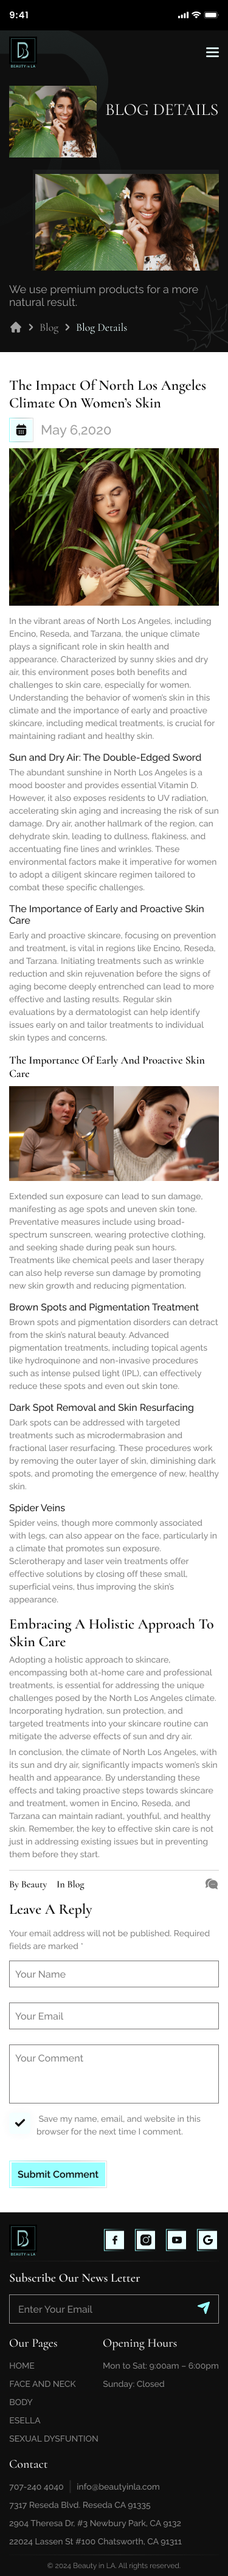 9:41
B
BEAUTY in LA
BLOG DETAILS
We use premium products for a more
natural result.
Blog
Blog Details
The Impact Of North Los Angeles
Climate On Women's Skin
May 6,2020
In the vibrant areas of North Los Angeles, including
Encino, Reseda, and Tarzana, the unique climate
plays a significant role in skin health and
appearance. Characterized by sunny skies and dry
air, this environment poses both benefits and
challenges to skin care, especially for women.
Understanding the behavior of women's skin in this
climate and the importance of early and proactive
skincare, including medical treatments, is crucial for
maintaining radiant and healthy skin.
Sun and Dry Air: The Double-Edged Sword
The abundant sunshine in North Los Angeles is a
mood booster and provides essential Vitamin D.
However, it also exposes residents to UV radiation,
accelerating skin aging and increasing the risk of sun
damage. Dry air, another hallmark of the region, can
dehydrate skin, leading to dullness, flakiness, and
accentuating fine lines and wrinkles. These
environmental factors make it imperative for women
to adopt a diligent skincare regimen tailored to
combat these specific challenges.
The Importance of Early and Proactive Skin
Care
Early and proactive skincare, focusing on prevention
and treatment, is vital in regions like Encino, Reseda,
and Tarzana. Initiating treatments such as wrinkle
reduction and skin rejuvenation before the signs of
aging become deeply entrenched can lead to more
effective and lasting results. Regular skin
evaluations by a dermatologist can help identify
issues early on and tailor treatments to individual
skin types and concerns.
The Importance Of Early And Proactive Skin
Care
Extended sun exposure can lead to sun damage,
manifesting as age spots and uneven skin tone.
Preventative measures include using broad-
spectrum sunscreen, wearing protective clothing,
and seeking shade during peak sun hours.
Treatments like chemical peels and laser therapy
can also help reverse sun damage by promoting
new skin growth and reducing pigmentation.
Brown Spots and Pigmentation Treatment
Brown spots and pigmentation disorders can detract
from the skin's natural beauty. Advanced
pigmentation treatments, including topical agents
like hydroquinone and non-invasive procedures
such as intense pulsed light (IPL), can effectively
reduce these spots and even out skin tone.
Dark Spot Removal and Skin Resurfacing
Dark spots can be addressed with targeted
treatments such as microdermabrasion and
fractional laser resurfacing. These procedures work
by removing the outer layer of skin, diminishing dark
spots, and promoting the emergence of new, healthy
skin.
Spider Veins
Spider veins, though more commonly associated
with legs, can also appear on the face, particularly in
a climate that promotes sun exposure.
Sclerotherapy and laser vein treatments offer
effective solutions by closing off these small,
superficial veins, thus improving the skin's
appearance.
Embracing A Holistic Approach To
Skin Care
Adopting a holistic approach to skincare,
encompassing both at-home care and professional
treatments, is essential for addressing the unique
challenges posed by the North Los Angeles climate.
Incorporating hydration, sun protection, and
targeted treatments into your skincare routine can
mitigate the adverse effects of sun and dry air.
In conclusion, the climate of North Los Angeles, with
its sun and dry air, significantly impacts women's skin
health and appearance. By understanding these
effects and taking proactive steps towards skincare
and treatment, women in Encino, Reseda, and
Tarzana can maintain radiant, youthful, and healthy
skin. Remember, the key to effective skin care is not
just in addressing existing issues but in preventing
them before they start.
By Beauty In Blog
Leave A Reply
Your email address will not be published. Required
fields are marked *
Your Name
Your Email
Your Comment
Save my name, email, and website in this
browser for the next time I comment.
Submit Comment
B
BEAUTY in LA
Subscribe Our News Letter
Enter Your Email
Our Pages
Opening Hours
HOME
Mon to Sat: 9:00am – 6:00pm
FACE AND NECK
Sunday: Closed
BODY
ESELLA
SEXUAL DYSFUNTION
Contact
707-240 4040
info@beautyinla.com
7317 Reseda Blvd. Reseda CA 91335
2904 Theresa Dr, #3 Newbury Park, CA 9132
22024 Lassen St #100 Chatsworth, CA 91311
© 2024 Beauty in LA. All rights reserved.